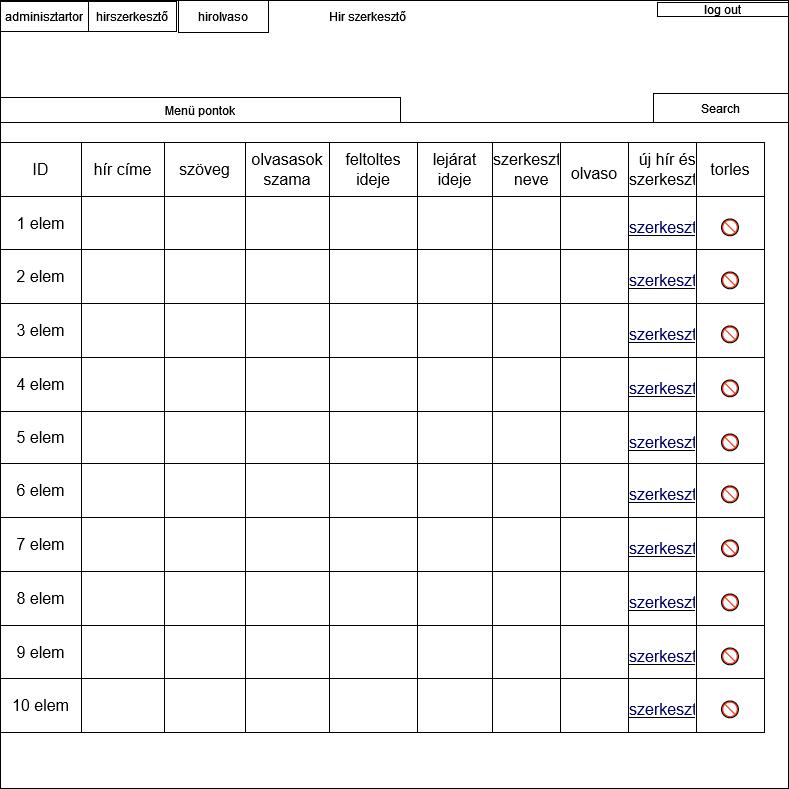 adminisztartor hirszerkesztő hirolvaso Hir szerkesztő log out
Menü pontok Search
ID hír címe szöveg olvasasok szama feltoltes ideje lejárat ideje szerkeszt neve olvaso új hír és szerkeszt torles
1 elem szerkeszt
2 elem szerkeszt
3 elem szerkeszt
4 elem szerkeszt
5 elem szerkeszt
6 elem szerkeszt
7 elem szerkeszt
8 elem szerkeszt
9 elem szerkeszt
10 elem szerkeszt